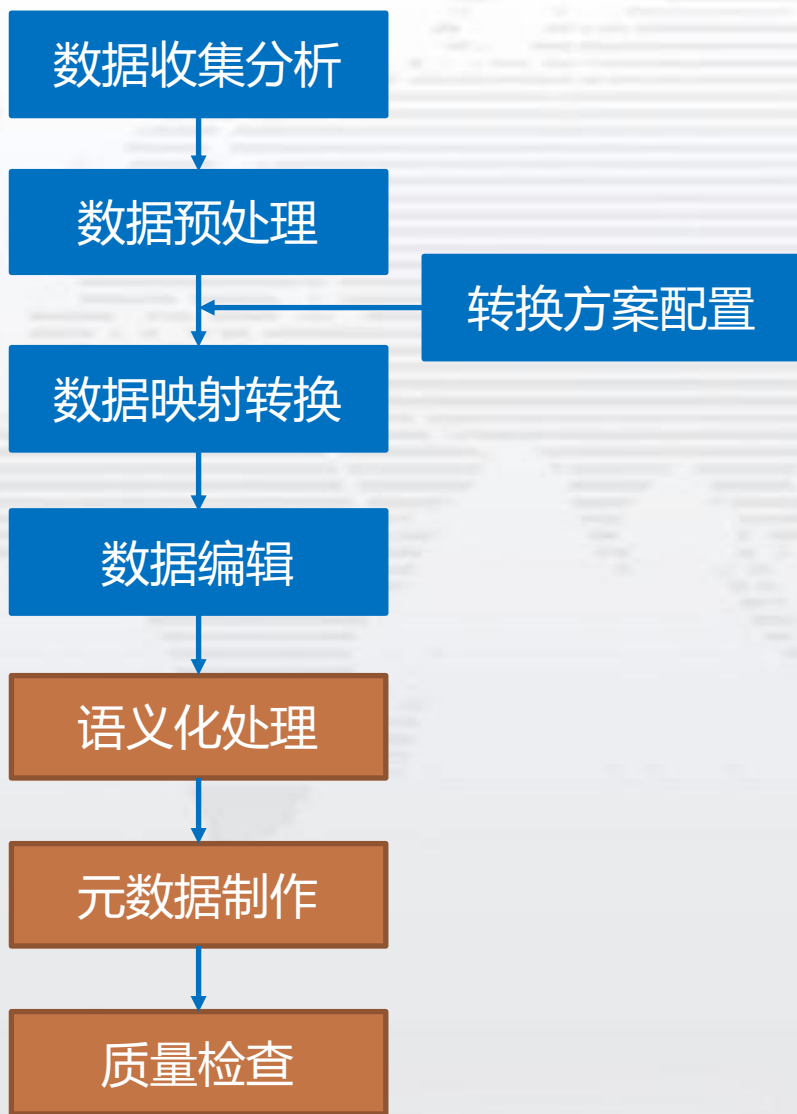 数据收集分析
数据预处理
转换方案配置
数据映射转换
数据编辑
语义化处理
元数据制作
质量检查